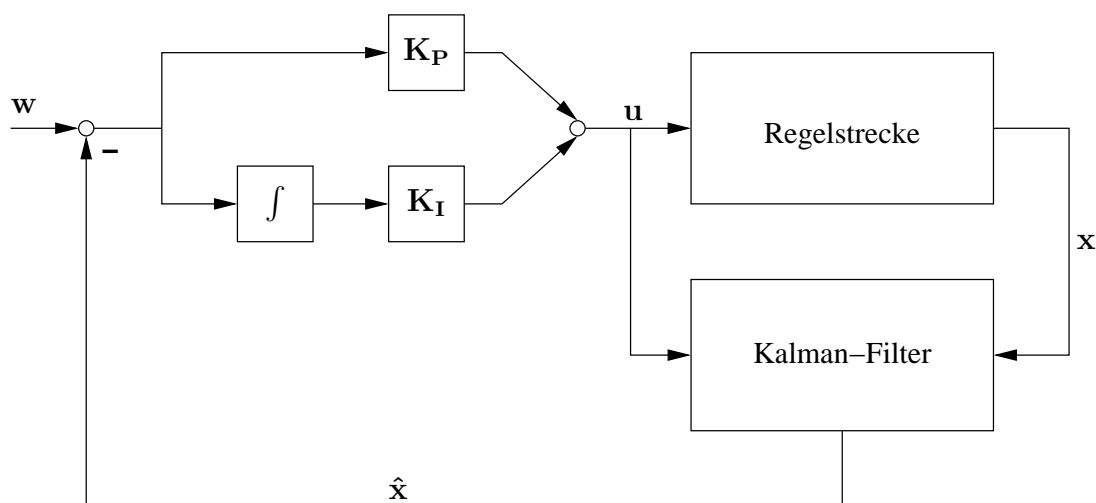 K_P
w
u
−
Regelstrecke
∫
K_I
x
Kalman–Filter
x̂